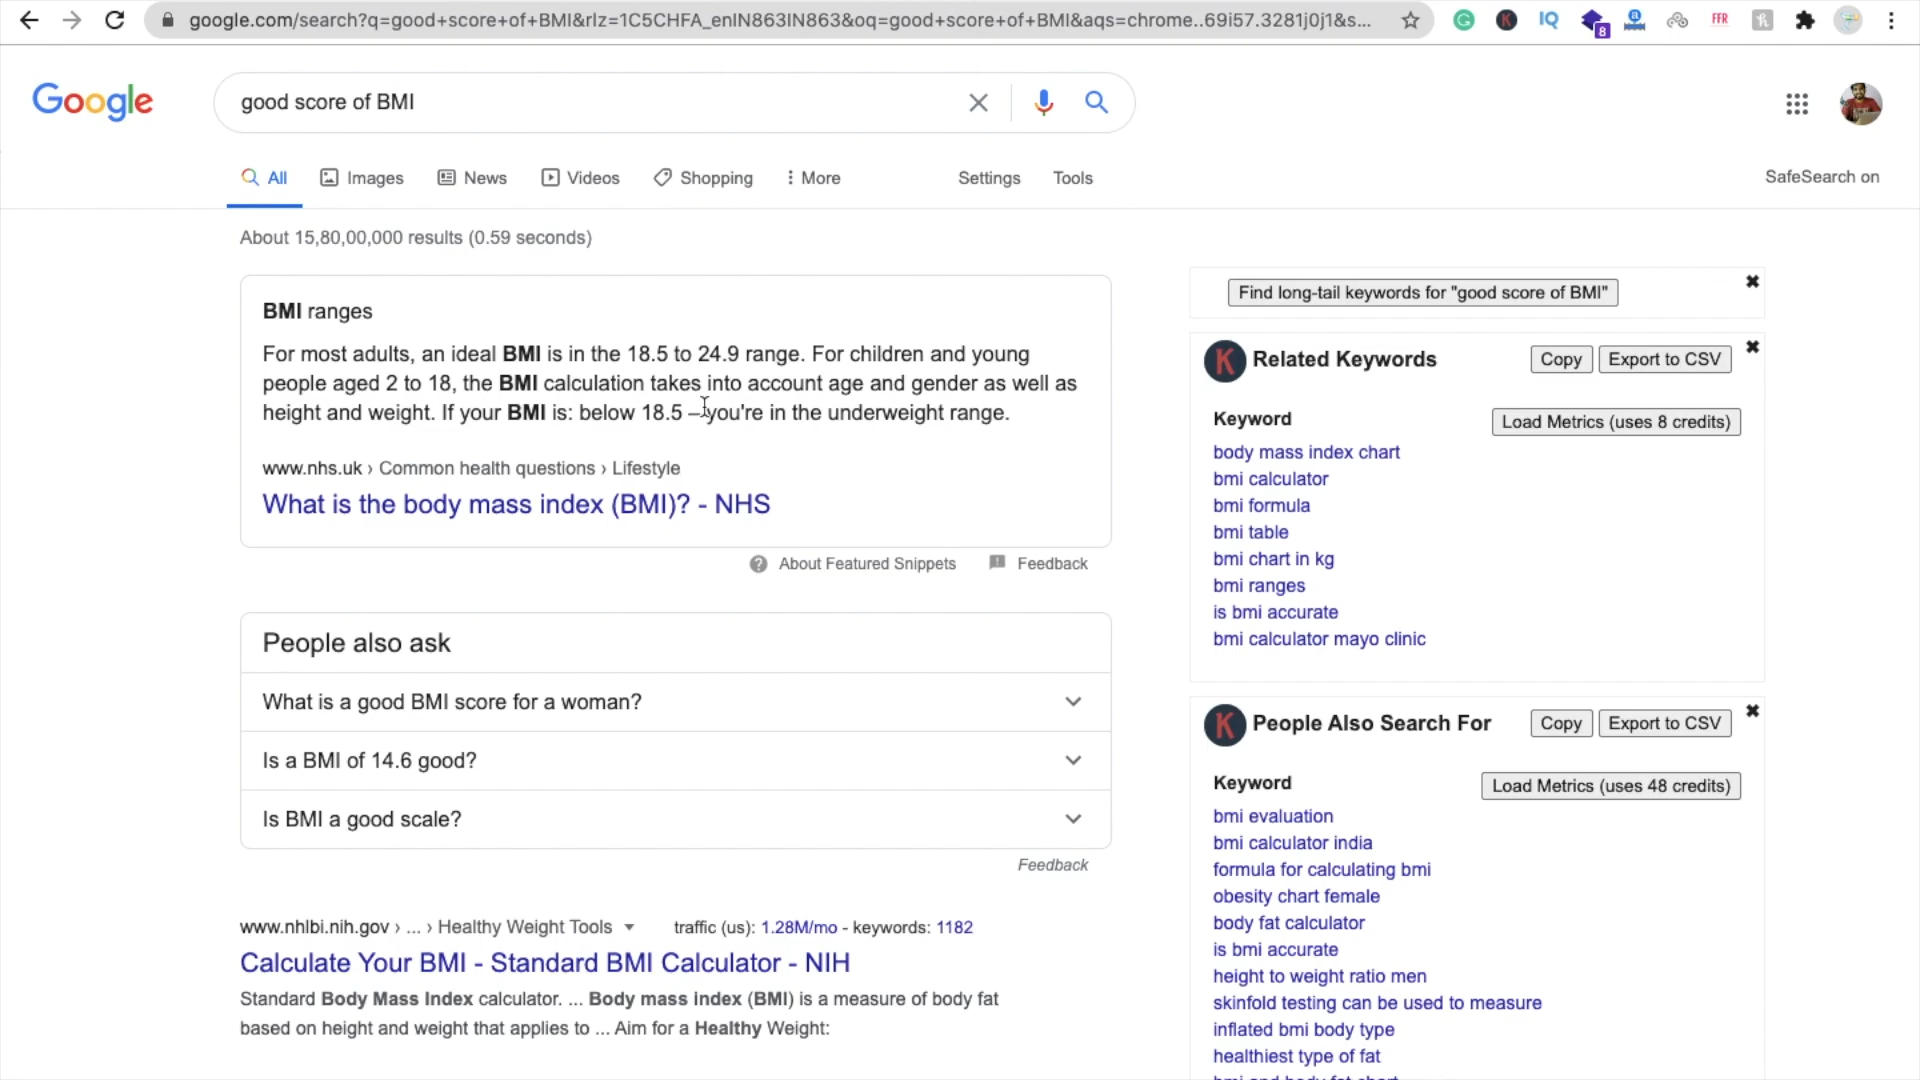 google.com/search?q=good+score+of+BMI&rlz=1C5CHFA_enIN863IN863&oq=good+score+of+BMI&aqs=chrome..69i57.3281j0j1&s...
8
FFR
Google
good score of BMI
All Images News Videos Shopping More Settings Tools SafeSearch on
About 15,80,00,000 results (0.59 seconds)
BMI ranges
For most adults, an ideal BMI is in the 18.5 to 24.9 range. For children and young
people aged 2 to 18, the BMI calculation takes into account age and gender as well as
height and weight. If your BMI is: below 18.5 – you're in the underweight range.
www.nhs.uk › Common health questions › Lifestyle
What is the body mass index (BMI)? - NHS
About Featured Snippets Feedback
People also ask
What is a good BMI score for a woman?
Is a BMI of 14.6 good?
Is BMI a good scale?
Feedback
www.nhlbi.nih.gov › ... › Healthy Weight Tools traffic (us): 1.28M/mo - keywords: 1182
Calculate Your BMI - Standard BMI Calculator - NIH
Standard Body Mass Index calculator. ... Body mass index (BMI) is a measure of body fat
based on height and weight that applies to ... Aim for a Healthy Weight:
Find long-tail keywords for "good score of BMI"
K Related Keywords Copy Export to CSV
Keyword Load Metrics (uses 8 credits)
body mass index chart
bmi calculator
bmi formula
bmi table
bmi chart in kg
bmi ranges
is bmi accurate
bmi calculator mayo clinic
K People Also Search For Copy Export to CSV
Keyword Load Metrics (uses 48 credits)
bmi evaluation
bmi calculator india
formula for calculating bmi
obesity chart female
body fat calculator
is bmi accurate
height to weight ratio men
skinfold testing can be used to measure
inflated bmi body type
healthiest type of fat
bmi and body fat chart